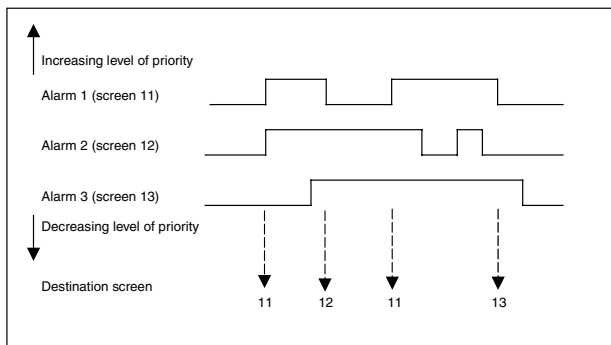 Increasing level of priority
Alarm 1 (screen 11)
Alarm 2 (screen 12)
Alarm 3 (screen 13)
Decreasing level of priority
Destination screen
11 12 11 13